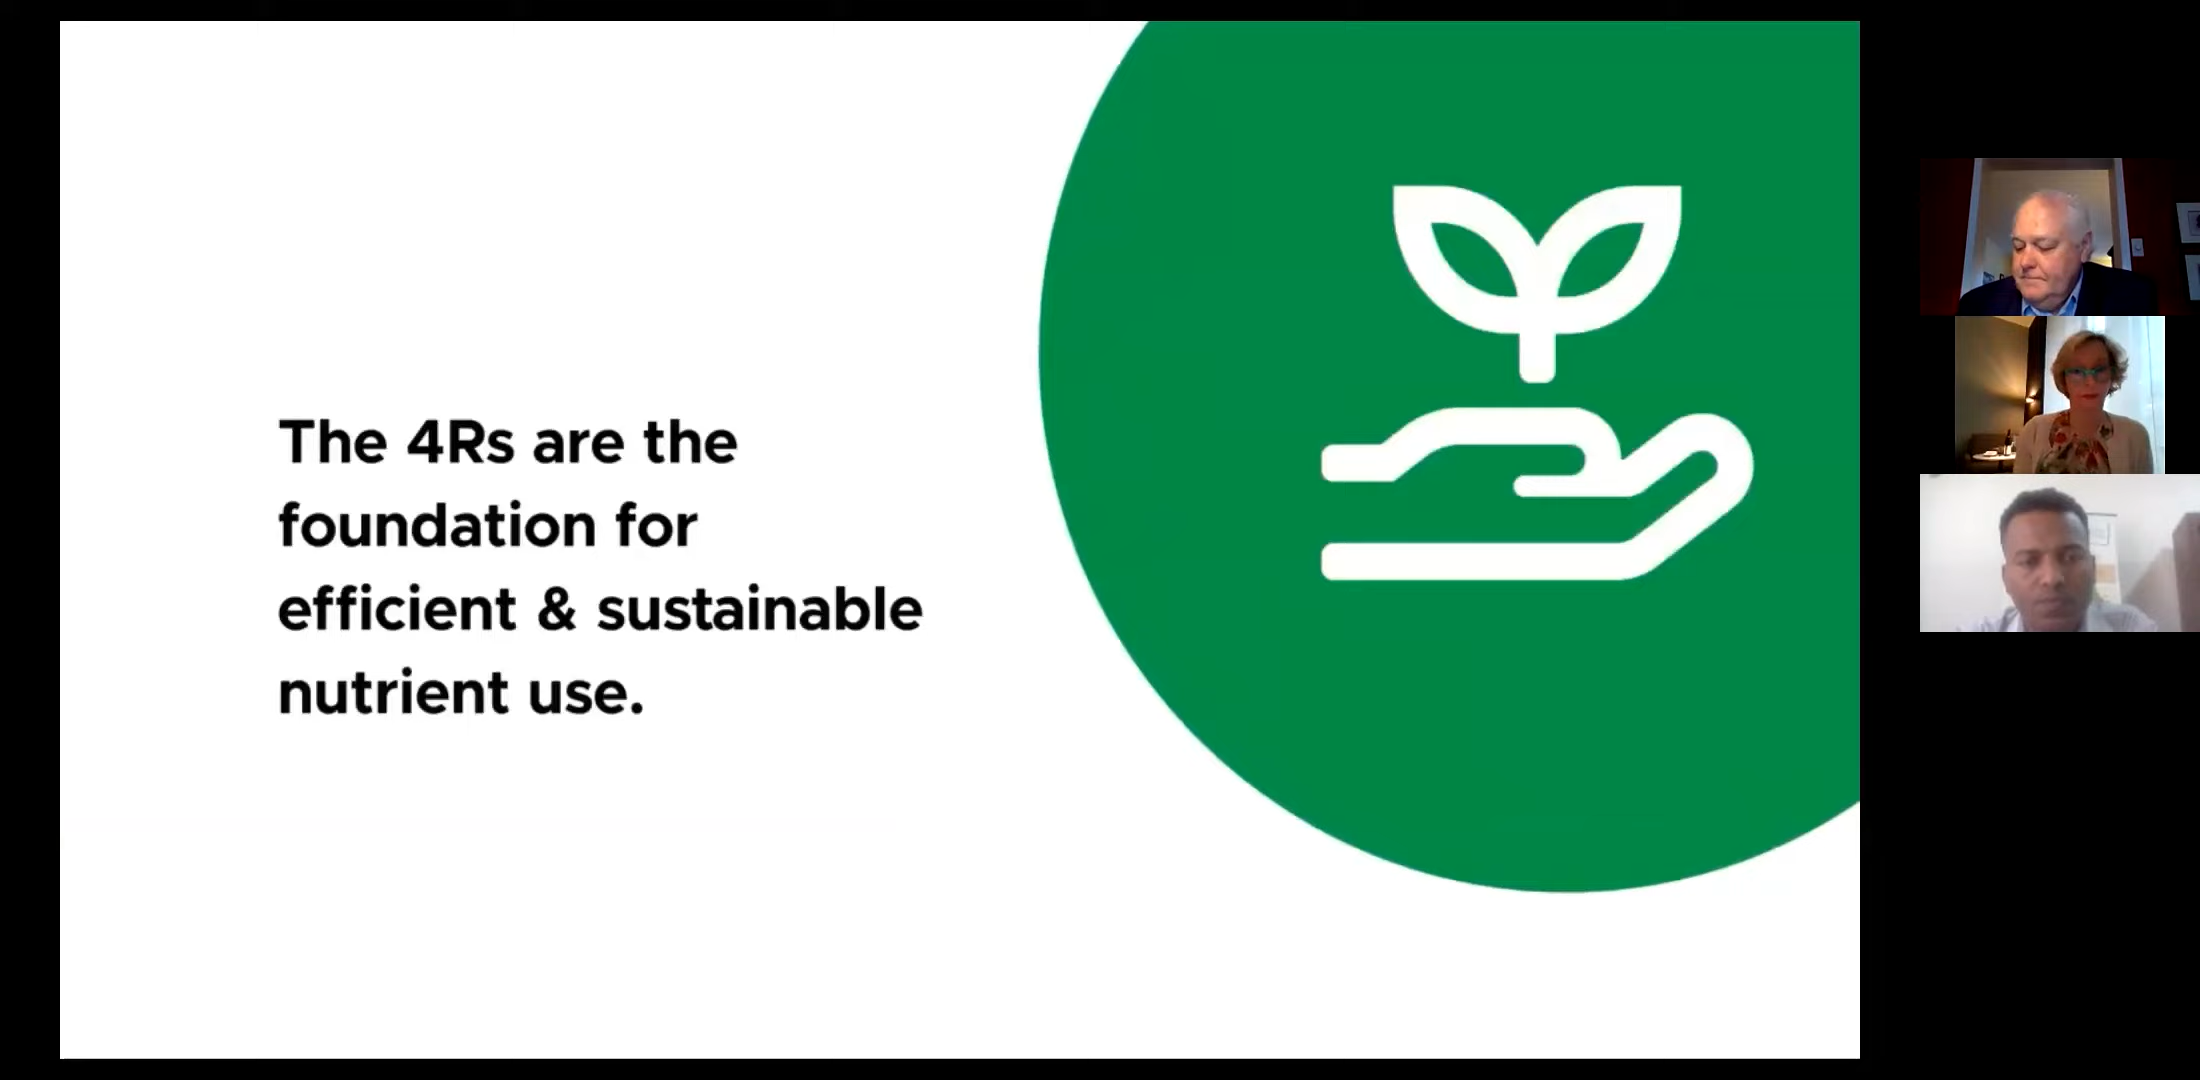 The 4Rs are the
foundation for
efficient & sustainable
nutrient use.